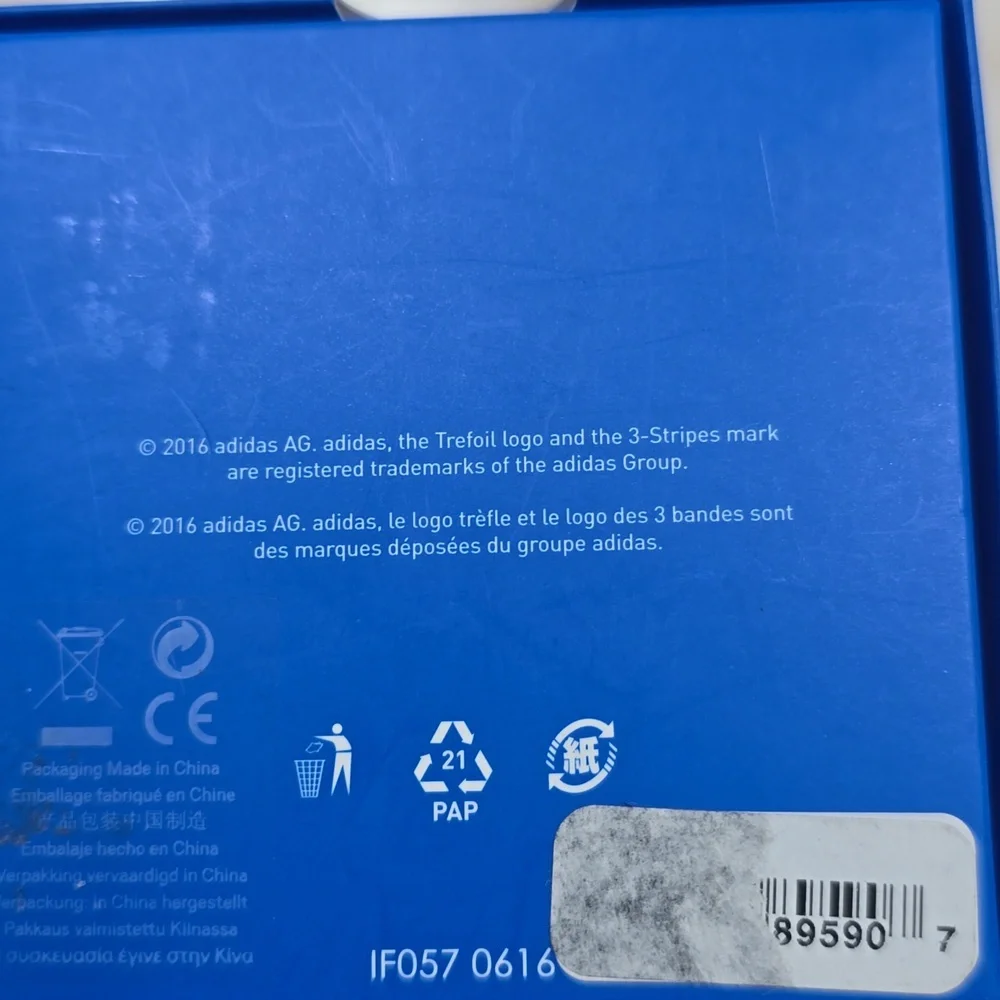 © 2016 adidas AG. adidas, the Trefoil logo and the 3-Stripes mark
are registered trademarks of the adidas Group.
© 2016 adidas AG. adidas, le logo trèfle et le logo des 3 bandes sont
des marques déposées du groupe adidas.
CE
Packaging Made in China
Emballage fabriqué en Chine
产品包装中国制造
Embalaje hecho en China
Verpakking vervaardigd in China
Verpackung: in China hergestellt
Pakkaus valmistettu Kiinassa
συσκευασία έγινε στην Κίνα
21
PAP
紙
IF057 0616
89590 7